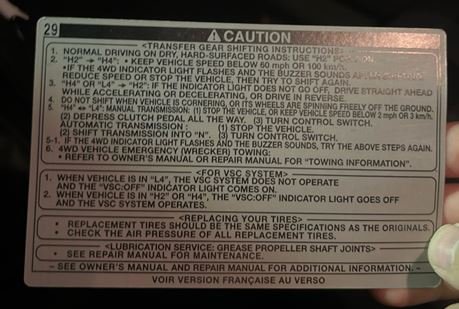 29
CAUTION
<TRANSFER GEAR SHIFTING INSTRUCTIONS>
1. NORMAL DRIVING ON DRY, HARD-SURFACED ROADS: USE "H2"
2. "H2" → "H4": • KEEP VEHICLE SPEED BELOW 60 mph OR 100 km/h.
• IF THE 4WD INDICATOR LIGHT FLASHES AND THE BUZZER SOUNDS
REDUCE SPEED OR STOP THE VEHICLE, THEN TRY TO SHIFT AGAIN.
3. "H4" OR "L4" → "H2": IF THE INDICATOR LIGHT DOES NOT GO OFF, DRIVE STRAIGHT AHEAD
WHILE ACCELERATING OR DECELERATING, OR DRIVE IN REVERSE.
4. DO NOT SHIFT WHEN VEHICLE IS CORNERING, OR ITS WHEELS ARE SPINNING FREELY OFF THE GROUND.
5. "H4" ↔ "L4": MANUAL TRANSMISSION: (1) STOP THE VEHICLE, OR KEEP VEHICLE SPEED BELOW 2 mph OR 3 km/h.
(2) DEPRESS CLUTCH PEDAL ALL THE WAY. (3) TURN CONTROL SWITCH.
AUTOMATIC TRANSMISSION: (1) STOP THE VEHICLE.
(2) SHIFT TRANSMISSION INTO "N". (3) TURN CONTROL SWITCH.
5-1. IF THE 4WD INDICATOR LIGHT FLASHES AND THE BUZZER SOUNDS, TRY THE ABOVE STEPS AGAIN.
6. 4WD VEHICLE EMERGENCY (WRECKER) TOWING:
• REFER TO OWNER'S MANUAL OR REPAIR MANUAL FOR "TOWING INFORMATION".
<FOR VSC SYSTEM>
1. WHEN VEHICLE IS IN "L4", THE VSC SYSTEM DOES NOT OPERATE
AND THE "VSC:OFF" INDICATOR LIGHT COMES ON.
2. WHEN VEHICLE IS IN "H2" OR "H4", THE "VSC:OFF" INDICATOR LIGHT GOES OFF
AND THE VSC SYSTEM OPERATES.
<REPLACING YOUR TIRES>
• REPLACEMENT TIRES SHOULD BE THE SAME SPECIFICATIONS AS THE ORIGINALS.
• CHECK THE AIR PRESSURE OF ALL REPLACEMENT TIRES.
<LUBRICATION SERVICE: GREASE PROPELLER SHAFT JOINTS>
• SEE REPAIR MANUAL FOR MAINTENANCE.
– SEE OWNER'S MANUAL AND REPAIR MANUAL FOR ADDITIONAL INFORMATION. –
VOIR VERSION FRANÇAISE AU VERSO